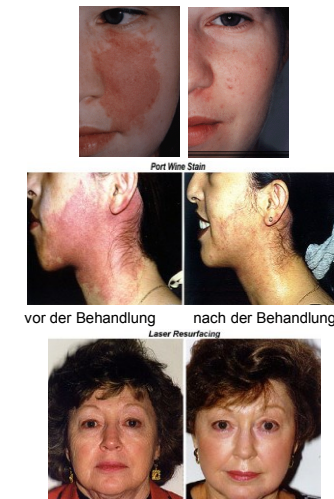 Port Wine Stain
vor der Behandlung nach der Behandlung
Laser Resurfacing